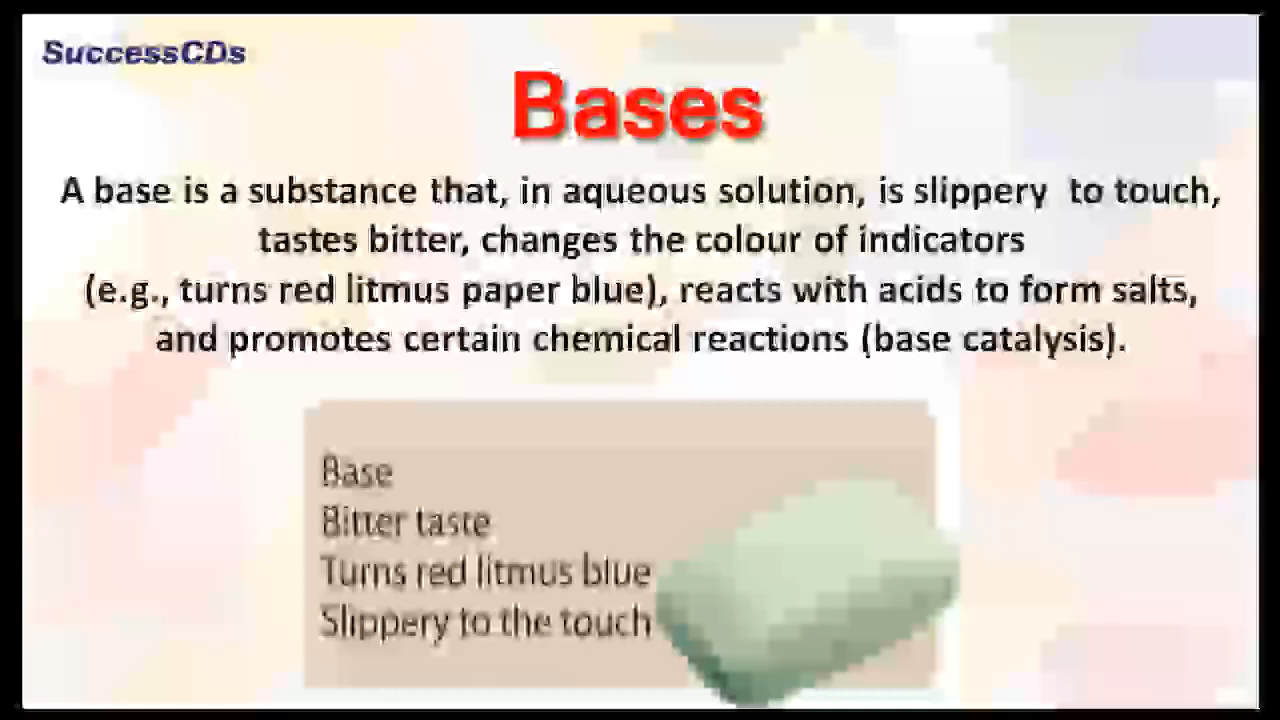 SuccessCDs
Bases
A base is a substance that, in aqueous solution, is slippery to touch,
tastes bitter, changes the colour of indicators
(e.g., turns red litmus paper blue), reacts with acids to form salts,
and promotes certain chemical reactions (base catalysis).
Base
Bitter taste
Turns red litmus blue
Slippery to the touch